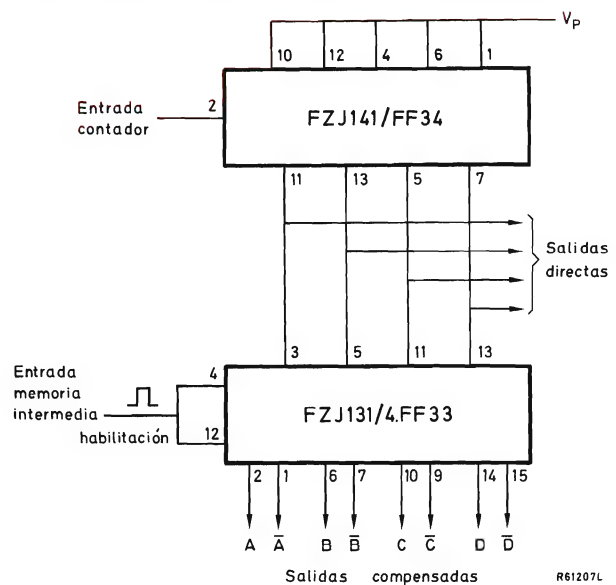 V_P
10 12 4 6 1
Entrada
contador
2
FZJ141/FF34
11 13 5 7
Salidas
directas
3 5 11 13
Entrada
memoria
intermedia
habilitación
4
12
FZJ131/4.FF33
2 1 6 7 10 9 14 15
A A̅ B B̅ C C̅ D D̅
Salidas compensadas
R61207L